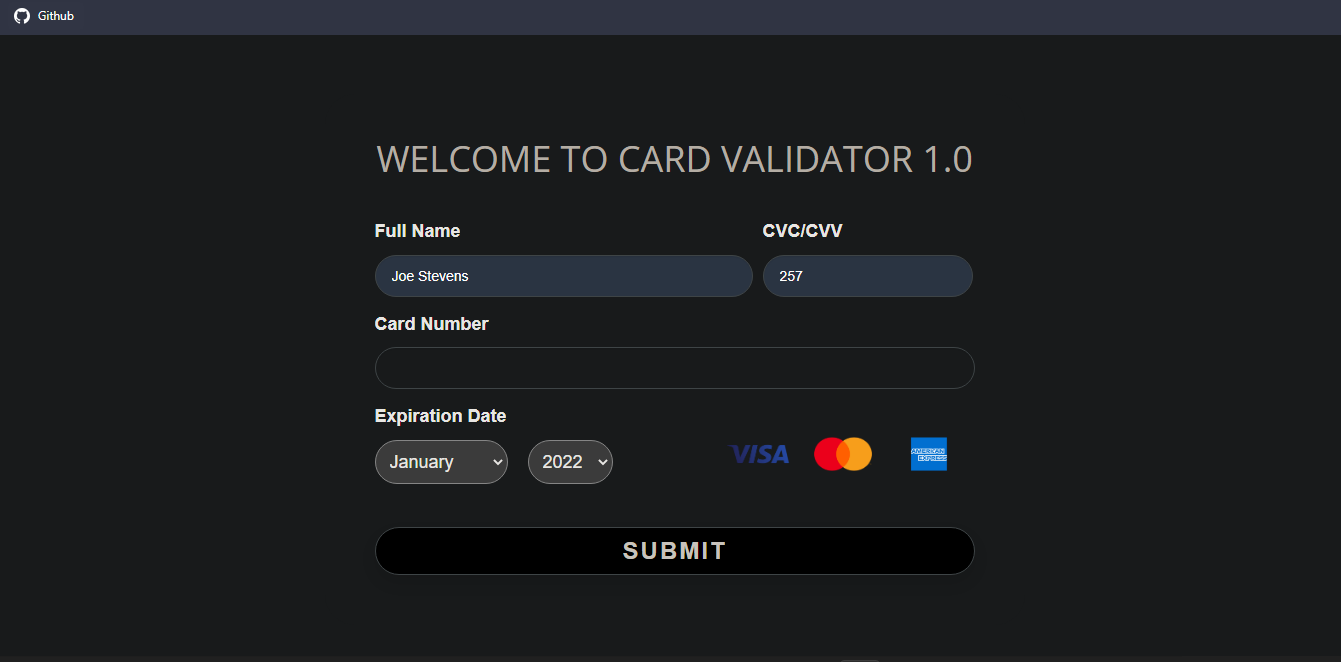 Github
WELCOME TO CARD VALIDATOR 1.0
Full Name CVC/CVV
Joe Stevens 257
Card Number
Expiration Date
January 2022 VISA AMERICAN EXPRESS
SUBMIT